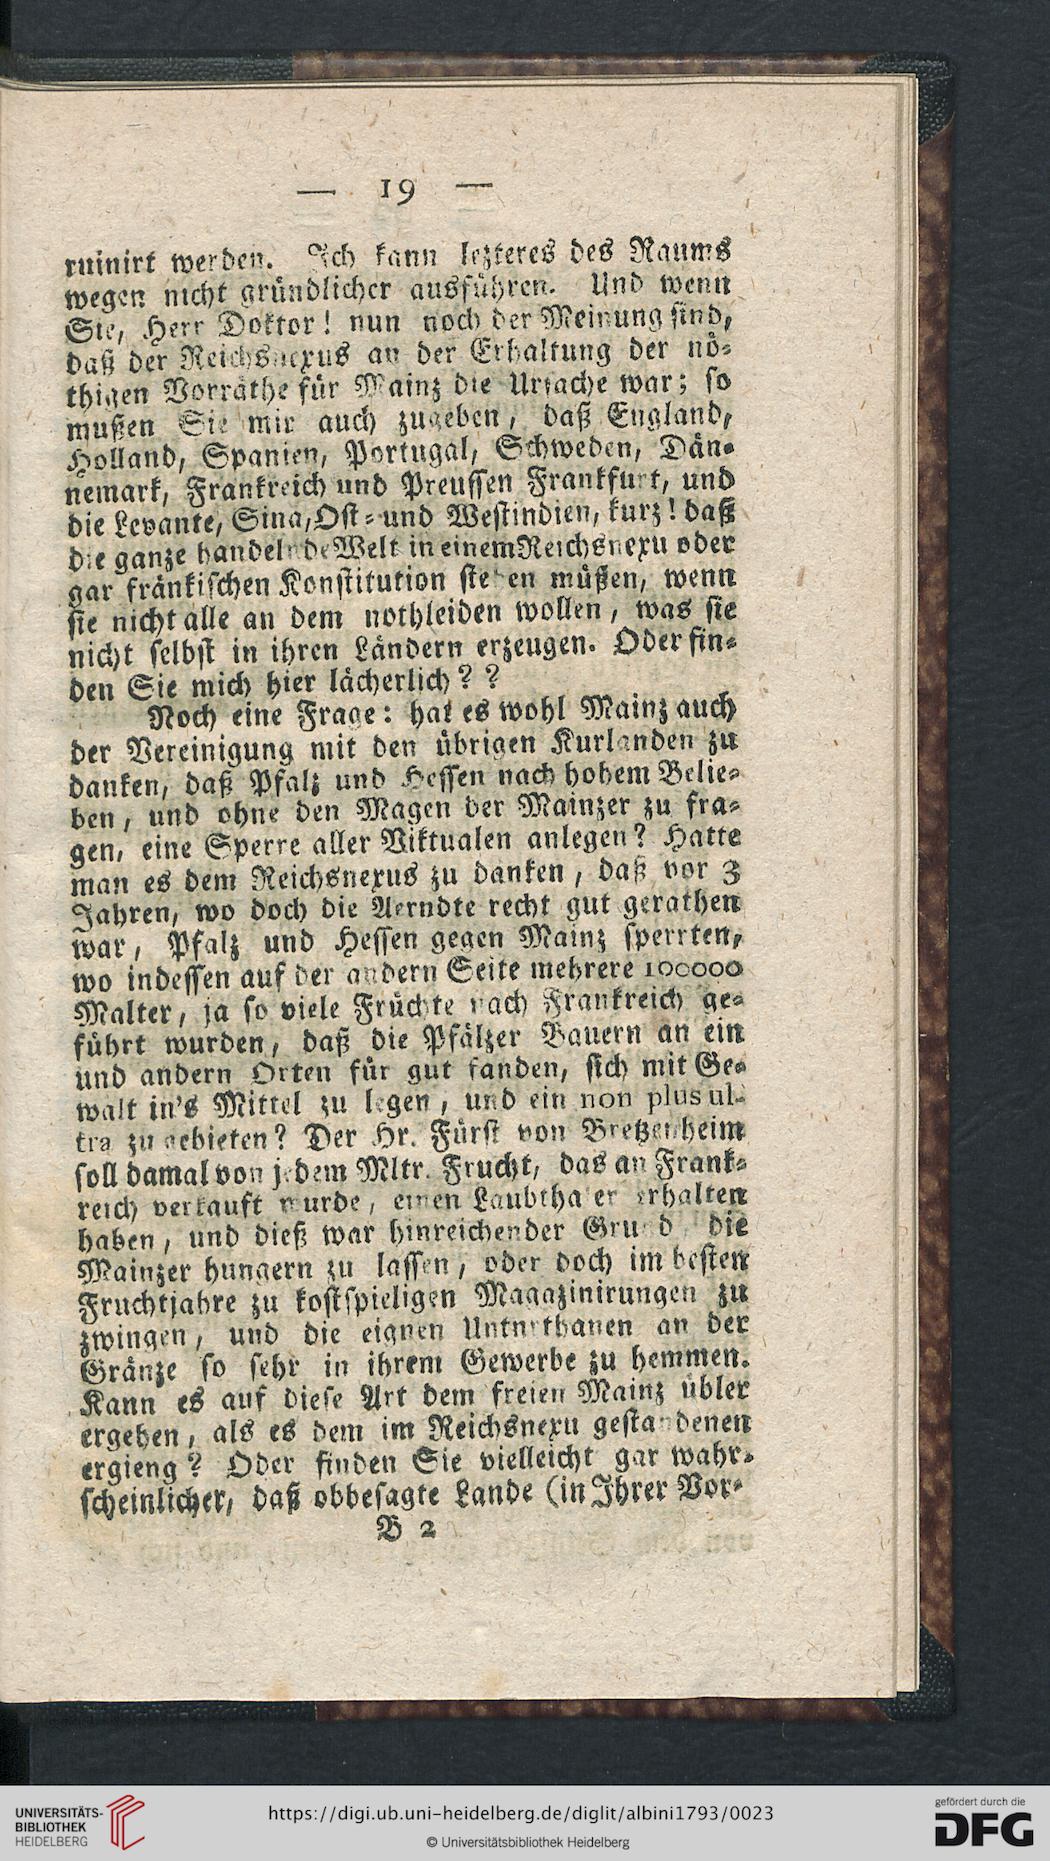 — 19 —
ruinirt werden. Ich kann lezteres des Raums
wegen nicht gründlicher ausführen. Und wenn
Sie, Herr Doktor! nun noch der Meinung sind,
daß der Reichsnexus an der Erhaltung der nö-
thigen Vorräthe für Mainz die Ursache war; so
mußen Sie mir auch zugeben, daß England,
Holland, Spanien, Portugal, Schweden, Dän-
nemark, Frankreich und Preussen Frankfurt, und
die Levante, Sina, Ost- und Westindien, kurz! daß
die ganze handelnde Welt in einem Reichsnexu oder
gar fränkischen Konstitution stehen müßen, wenn
sie nicht alle an dem nothleiden wollen, was sie
nicht selbst in ihren Ländern erzeugen. Oder fin-
den Sie mich hier lächerlich? ?
Noch eine Frage: hat es wohl Mainz auch
der Vereinigung mit den übrigen Kurlanden zu
danken, daß Pfalz und Hessen nach hohem Belie-
ben, und ohne den Magen der Mainzer zu fra-
gen, eine Sperre aller Viktualen anlegen? Hatte
man es dem Reichsnexus zu danken, daß vor 3
Jahren, wo doch die Aerndte recht gut gerathen
war, Pfalz und Hessen gegen Mainz sperrten,
wo indessen auf der andern Seite mehrere 100000
Malter, ja so viele Früchte nach Frankreich ge-
führt wurden, daß die Pfälzer Bauern an ein
und andern Orten für gut fanden, sich mit Ge-
walt in's Mittel zu legen, und ein non plus ul-
tra zu gebieten? Der Hr. Fürst von Bretzenheim
soll damal von jedem Mltr. Frucht, das an Frank-
reich verkauft wurde, einen Laubthaler erhalten
haben, und dieß war hinreichender Grund die
Mainzer hungern zu lassen, oder doch im besten
Fruchtjahre zu kostspieligen Magazinirungen zu
zwingen, und die eignen Unterthanen an der
Gränze so sehr in ihrem Gewerbe zu hemmen.
Kann es auf diese Art dem freien Mainz übler
ergehen, als es dem im Reichsnexu gestandenen
ergieng? Oder finden Sie vielleicht gar wahr-
scheinlicher, daß obbesagte Lande (in Ihrer Vor-
B 2
UNIVERSITÄTS-
BIBLIOTHEK
HEIDELBERG
https://digi.ub.uni-heidelberg.de/diglit/albini1793/0023
© Universitätsbibliothek Heidelberg
gefördert durch die
DFG